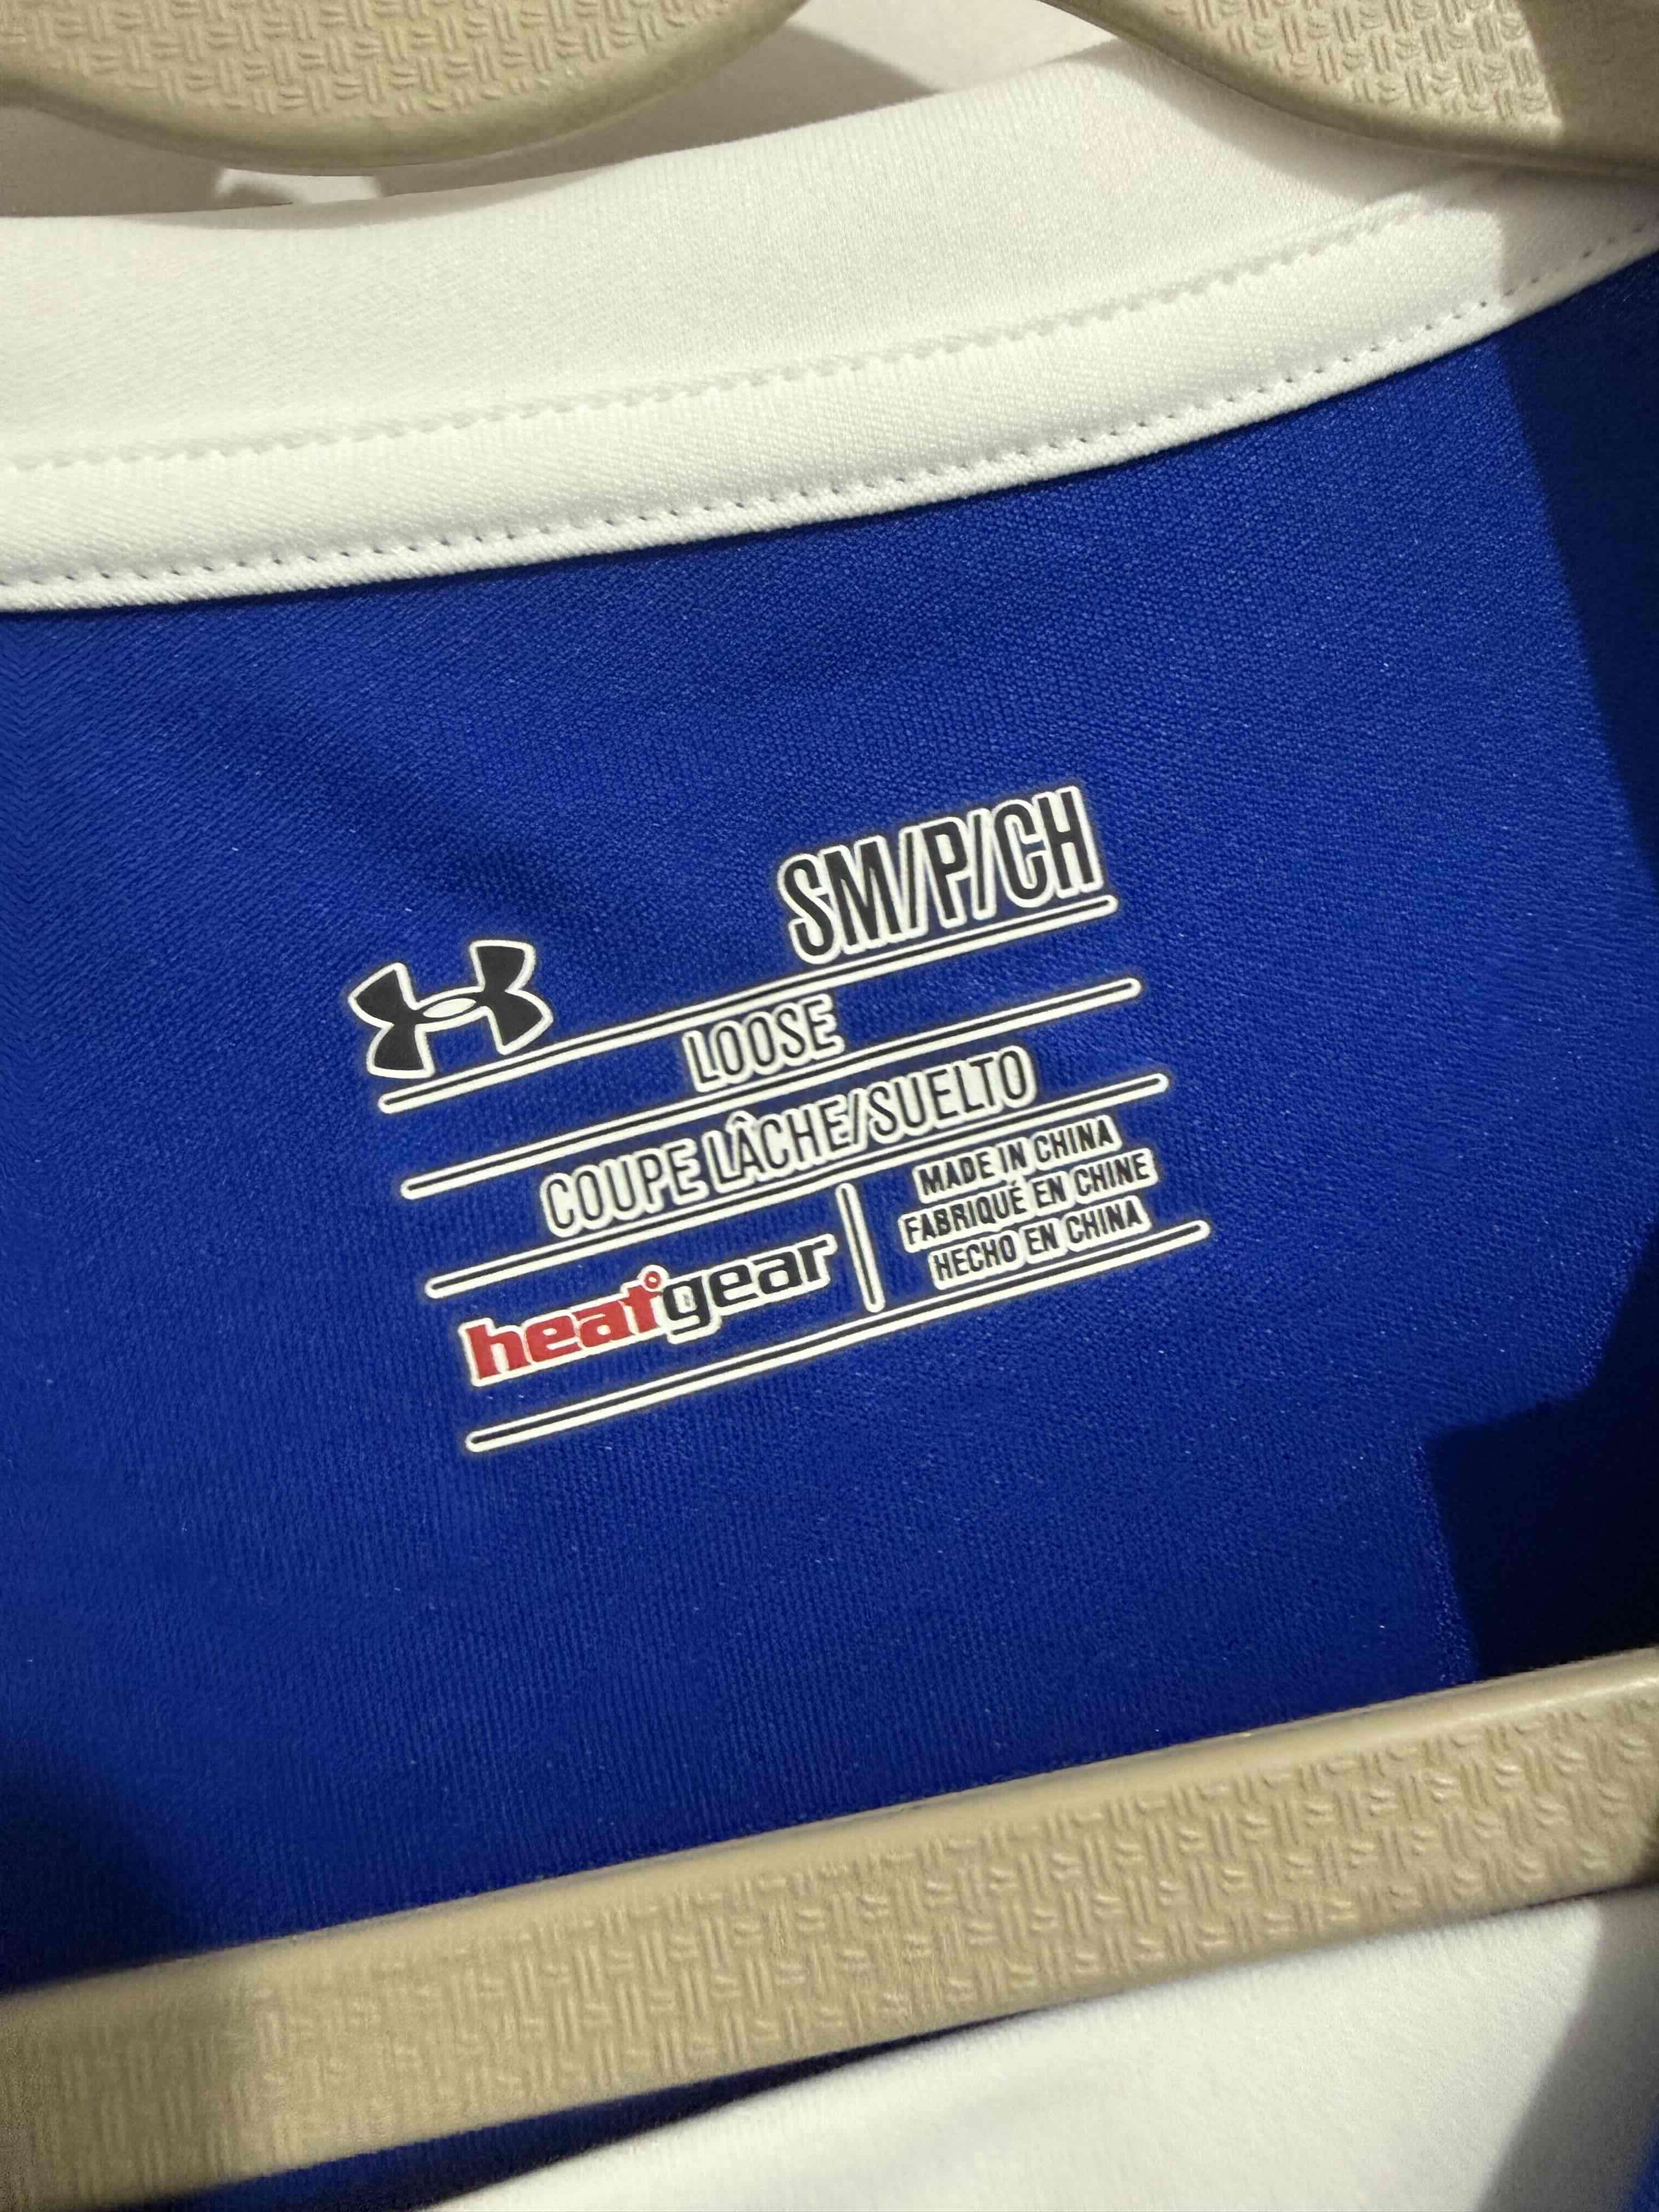 SM/P/CH
LOOSE
COUPE LÂCHE/SUELTO
heatgear
MADE IN CHINA
FABRIQUÉ EN CHINE
HECHO EN CHINA